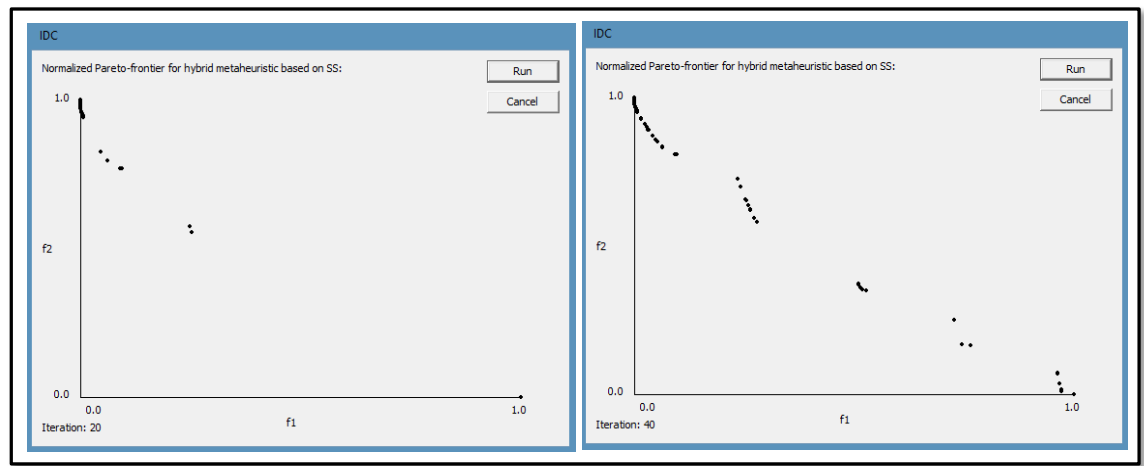 IDC
Normalized Pareto-frontier for hybrid metaheuristic based on SS:
Run
Cancel
1.0
f2
0.0
0.0
f1
1.0
Iteration: 20
IDC
Normalized Pareto-frontier for hybrid metaheuristic based on SS:
Run
Cancel
1.0
f2
0.0
0.0
f1
1.0
Iteration: 40